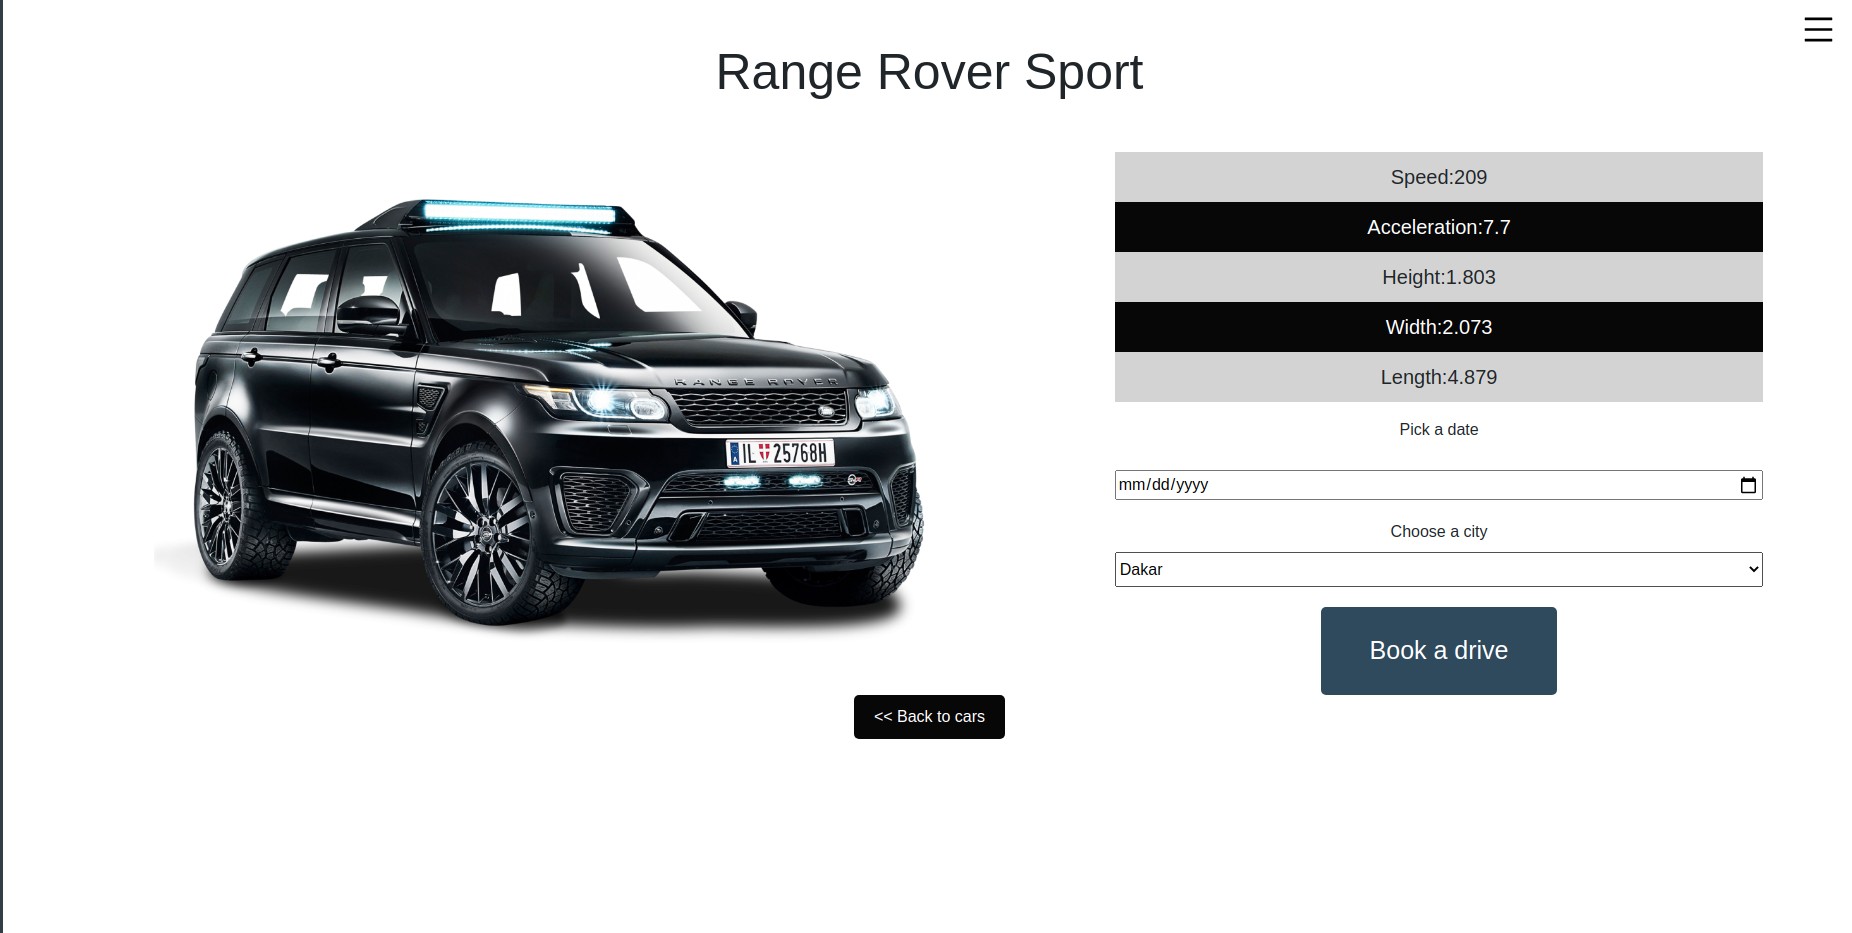 Range Rover Sport
Speed:209
Acceleration:7.7
Height:1.803
Width:2.073
Length:4.879
RANGE ROVER
A IL 25768H
Pick a date
mm/dd/yyyy
Choose a city
Dakar
Book a drive
<< Back to cars